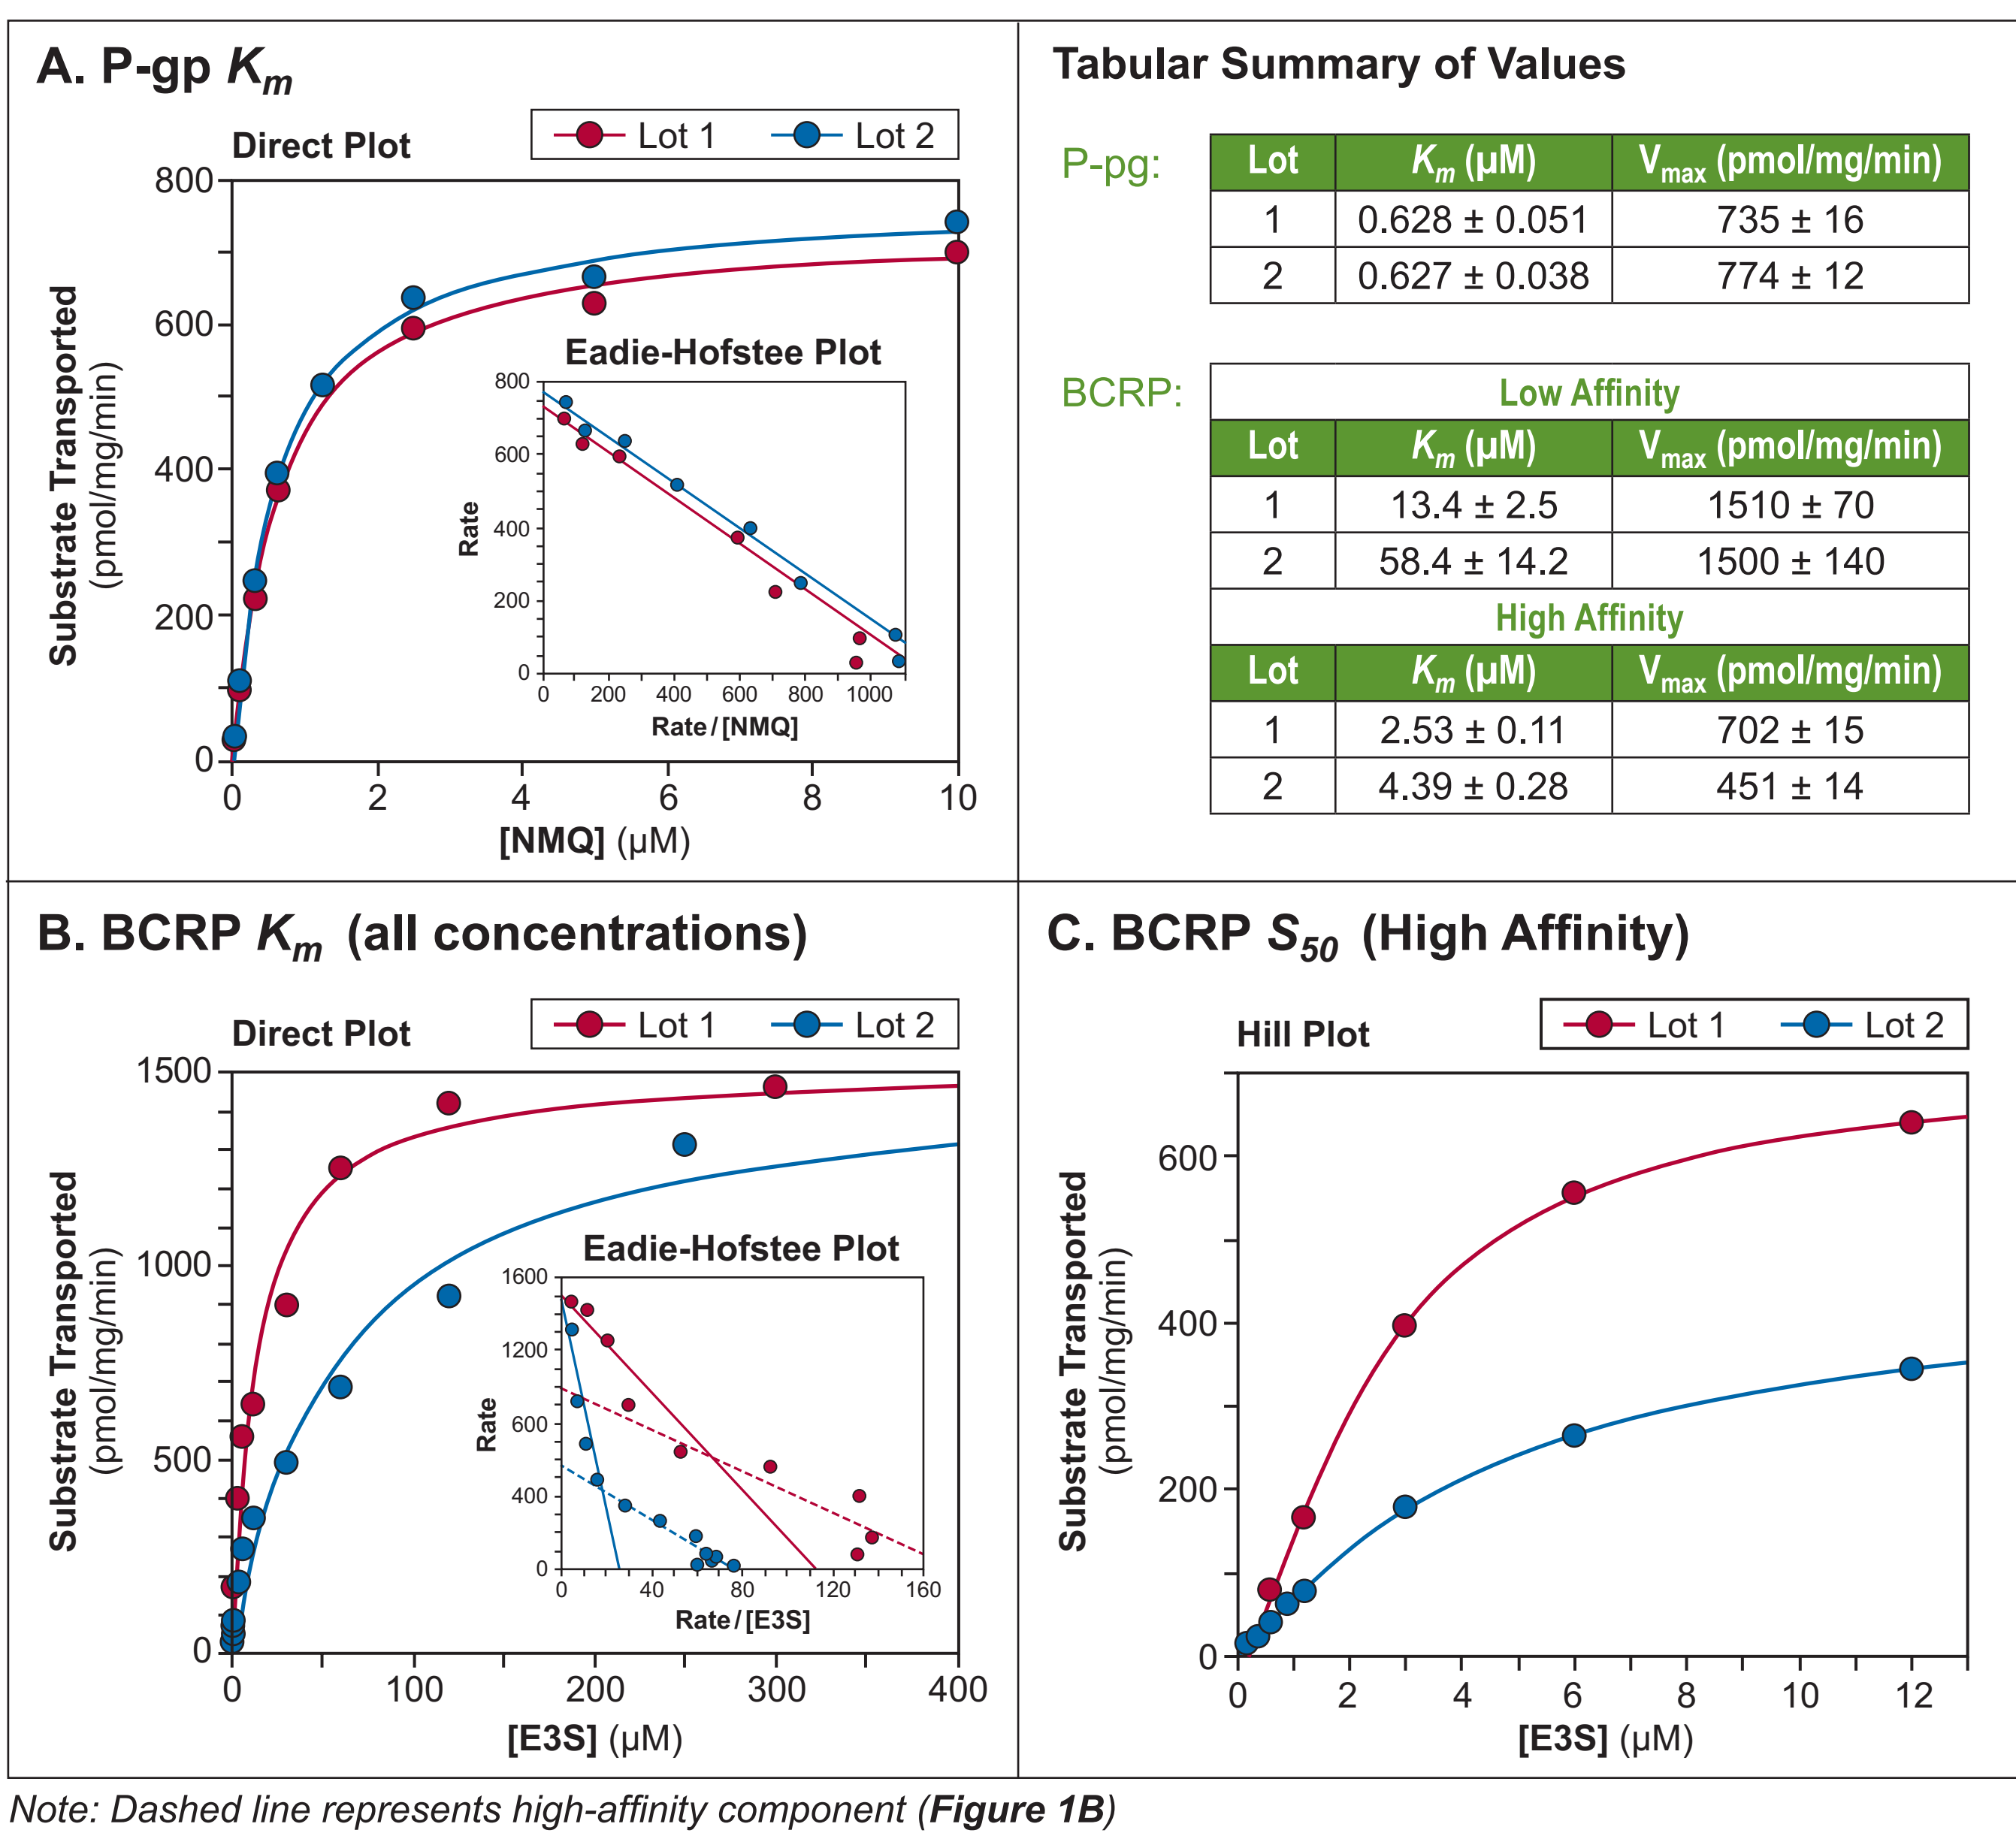 A. P-gp Km
Direct Plot
Lot 1 Lot 2
800
600
400
200
0
0 2 4 6 8 10
Substrate Transported
(pmol/mg/min)
[NMQ] (µM)
Eadie-Hofstee Plot
800
600
400
200
0
0 200 400 600 800 1000
Rate
Rate/[NMQ]
Tabular Summary of Values
P-pg:
Lot Km (µM) Vmax (pmol/mg/min)
1 0.628 ± 0.051 735 ± 16
2 0.627 ± 0.038 774 ± 12
BCRP:
Low Affinity
Lot Km (µM) Vmax (pmol/mg/min)
1 13.4 ± 2.5 1510 ± 70
2 58.4 ± 14.2 1500 ± 140
High Affinity
Lot Km (µM) Vmax (pmol/mg/min)
1 2.53 ± 0.11 702 ± 15
2 4.39 ± 0.28 451 ± 14
B. BCRP Km (all concentrations)
Direct Plot
Lot 1 Lot 2
1500
1000
500
0
0 100 200 300 400
Substrate Transported
(pmol/mg/min)
[E3S] (µM)
Eadie-Hofstee Plot
1600
1200
600
400
0
0 40 80 120 160
Rate
Rate/[E3S]
C. BCRP S50 (High Affinity)
Hill Plot
Lot 1 Lot 2
600
400
200
0
0 2 4 6 8 10 12
Substrate Transported
(pmol/mg/min)
[E3S] (µM)
Note: Dashed line represents high-affinity component (Figure 1B)